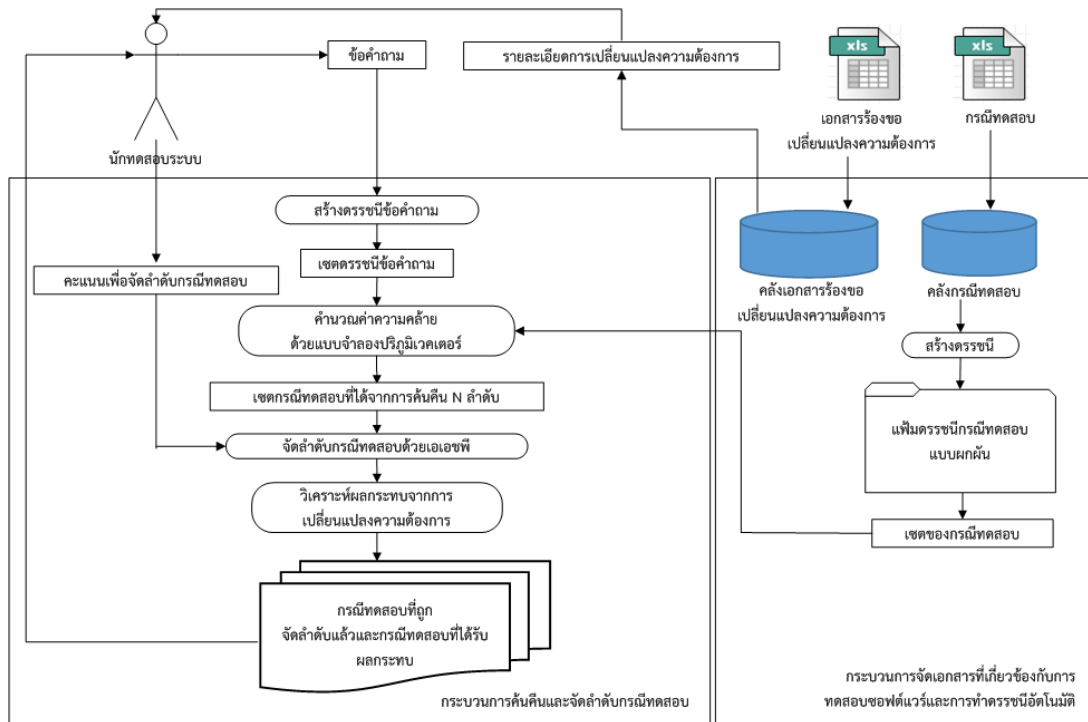 xls
xls
ข้อคำถาม
รายละเอียดการเปลี่ยนแปลงความต้องการ
เอกสารร้องขอ
เปลี่ยนแปลงความต้องการ
กรณีทดสอบ
นักทดสอบระบบ
สร้างดรรชนีข้อคำถาม
เซตดรรชนีข้อคำถาม
คะแนนเพื่อจัดลำดับกรณีทดสอบ
คำนวณค่าความคล้าย
ด้วยแบบจำลองปริภูมิเวคเตอร์
เซตกรณีทดสอบที่ได้จากการค้นคืน N ลำดับ
จัดลำดับกรณีทดสอบด้วยเอเอชพี
วิเคราะห์ผลกระทบจากการ
เปลี่ยนแปลงความต้องการ
กรณีทดสอบที่ถูก
จัดลำดับแล้วและกรณีทดสอบที่ได้รับ
ผลกระทบ
กระบวนการค้นคืนและจัดลำดับกรณีทดสอบ
คลังเอกสารร้องขอ
เปลี่ยนแปลงความต้องการ
คลังกรณีทดสอบ
สร้างดรรชนี
แฟ้มดรรชนีกรณีทดสอบ
แบบผกผัน
เซตของกรณีทดสอบ
กระบวนการจัดเอกสารที่เกี่ยวข้องกับการ
ทดสอบซอฟต์แวร์และการทำดรรชนีอัตโนมัติ